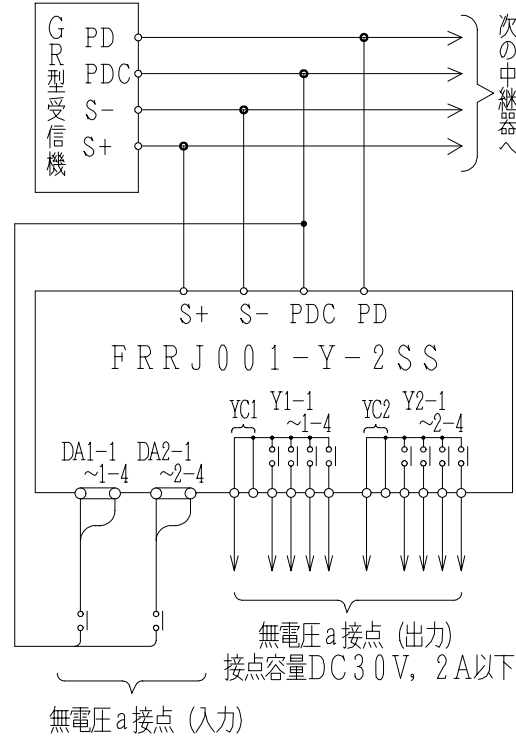 GR型受信機
PD
PDC
S-
S+
次の中継器へ
S+ S- PDC PD
FRRJ001-Y-2SS
YC1 Y1-1 ~1-4 YC2 Y2-1 ~2-4
DA1-1 ~1-4 DA2-1 ~2-4
無電圧a接点 (出力)
接点容量DC30V, 2A以下
無電圧a接点 (入力)